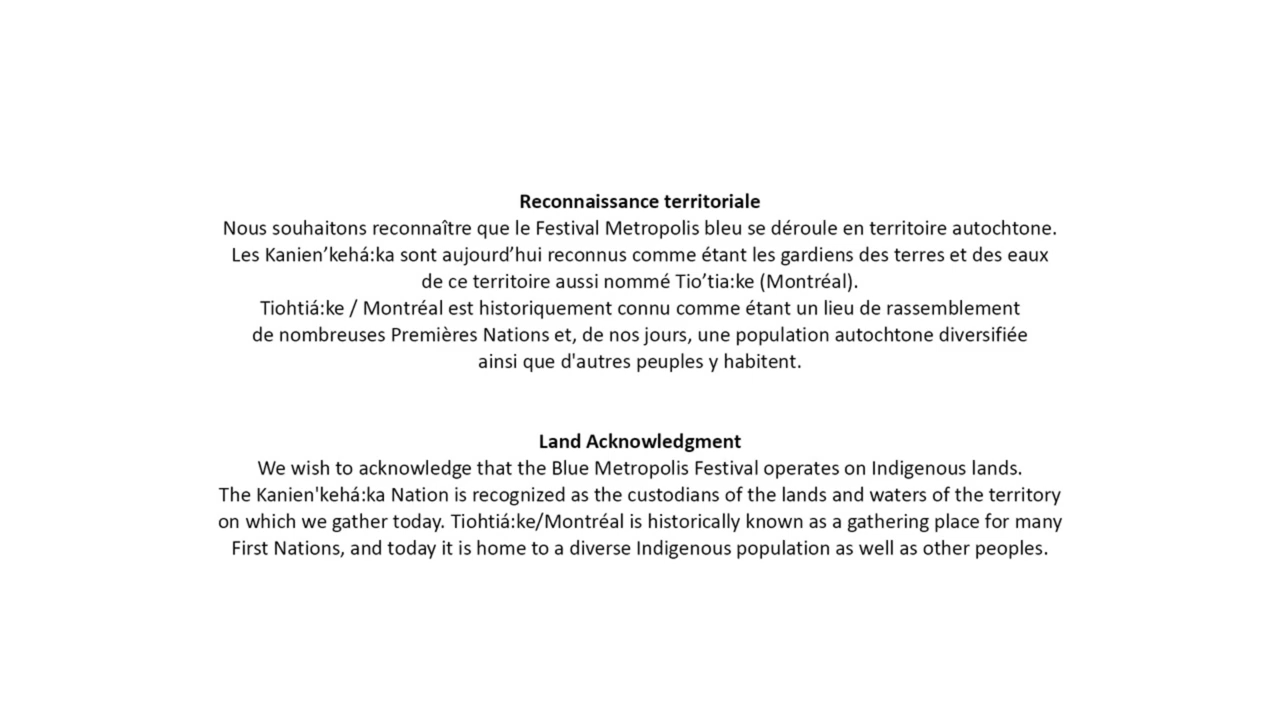 Reconnaissance territoriale
Nous souhaitons reconnaître que le Festival Metropolis bleu se déroule en territoire autochtone.
Les Kanien’kehá:ka sont aujourd’hui reconnus comme étant les gardiens des terres et des eaux
de ce territoire aussi nommé Tio’tia:ke (Montréal).
Tiohtiá:ke / Montréal est historiquement connu comme étant un lieu de rassemblement
de nombreuses Premières Nations et, de nos jours, une population autochtone diversifiée
ainsi que d'autres peuples y habitent.
Land Acknowledgment
We wish to acknowledge that the Blue Metropolis Festival operates on Indigenous lands.
The Kanien'kehá:ka Nation is recognized as the custodians of the lands and waters of the territory
on which we gather today. Tiohtiá:ke/Montréal is historically known as a gathering place for many
First Nations, and today it is home to a diverse Indigenous population as well as other peoples.